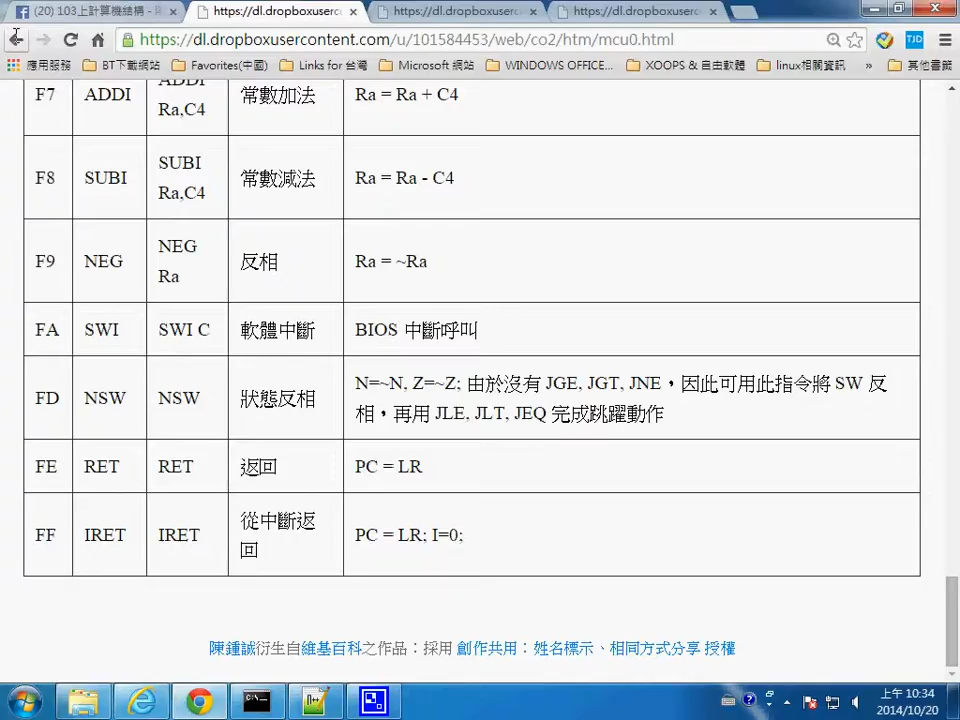 (20) 103上計算機結構 -
https://dl.dropboxuserc
https://dl.dropboxuserc
https://dl.dropboxuserc
https://dl.dropboxusercontent.com/u/101584453/web/co2/htm/mcu0.html
TJD
應用服務 BT下載網站 Favorites(中國) Links for 台灣 Microsoft 網站 WINDOWS OFFICE... XOOPS & 自由軟體 linux相關資訊 » 其他書籤
F7 ADDI ADDI Ra,C4 常數加法 Ra = Ra + C4
F8 SUBI SUBI Ra,C4 常數減法 Ra = Ra - C4
F9 NEG NEG Ra 反相 Ra = ~Ra
FA SWI SWI C 軟體中斷 BIOS 中斷呼叫
FD NSW NSW 狀態反相 N=~N, Z=~Z; 由於沒有 JGE, JGT, JNE,因此可用此指令將 SW 反
相,再用 JLE, JLT, JEQ 完成跳躍動作
FE RET RET 返回 PC = LR
FF IRET IRET 從中斷返回 PC = LR; I=0;
陳鍾誠衍生自維基百科之作品:採用 創作共用:姓名標示、相同方式分享 授權
上午 10:34
2014/10/20